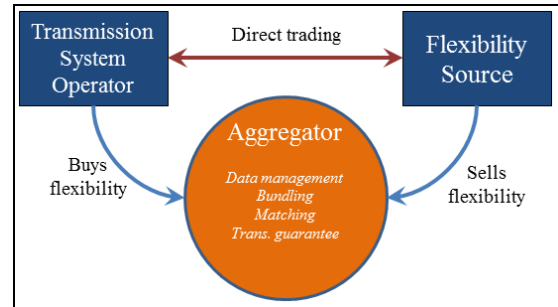 Transmission
System
Operator
Direct trading
Flexibility
Source
Aggregator
Data management
Bundling
Matching
Trans. guarantee
Buys
flexibility
Sells
flexibility